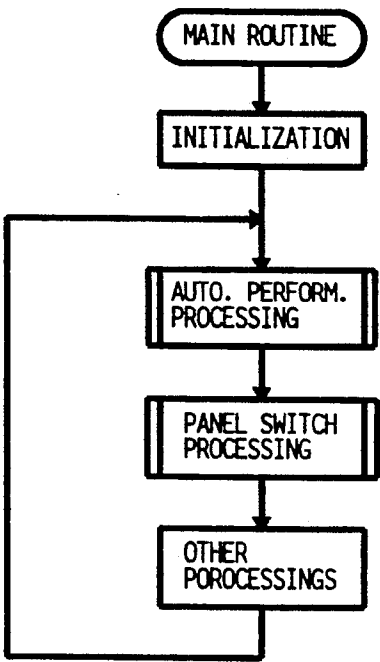 MAIN ROUTINE
INITIALIZATION
AUTO. PERFORM.
PROCESSING
PANEL SWITCH
PROCESSING
OTHER
POROCESSINGS